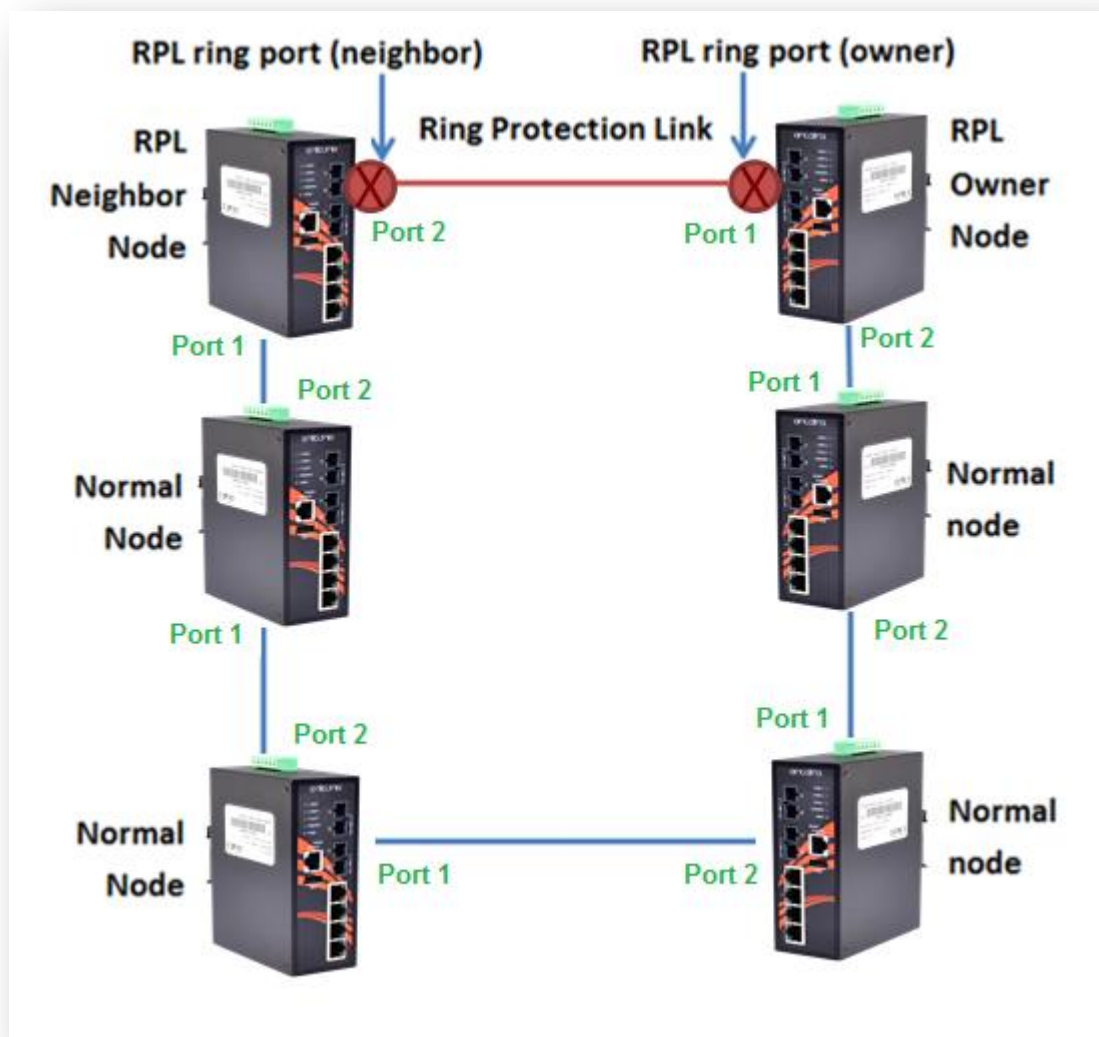 RPL ring port (neighbor)
RPL ring port (owner)
Ring Protection Link
RPL
Neighbor
Node
RPL
Owner
Node
Port 2
Port 1
Port 1
Port 2
Port 2
Port 1
Normal
Node
Normal
node
Port 1
Port 2
Port 2
Port 1
Normal
Node
Normal
node
Port 1
Port 2